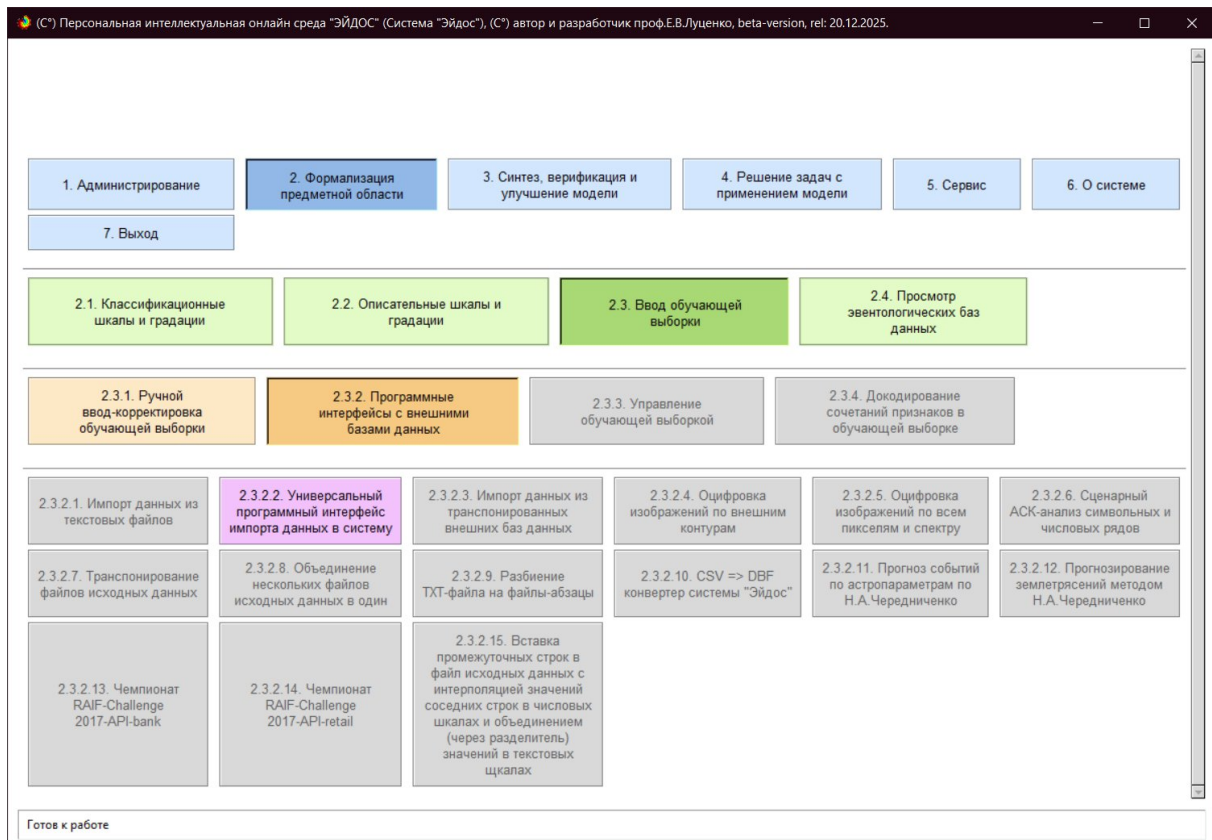 (C°) Персональная интеллектуальная онлайн среда "ЭЙДОС" (Система "Эйдос"), (C°) автор и разработчик проф.Е.В.Луценко, beta-version, rel: 20.12.2025.
1. Администрирование
2. Формализация
предметной области
3. Синтез, верификация и
улучшение модели
4. Решение задач с
применением модели
5. Сервис
6. О системе
7. Выход
2.1. Классификационные
шкалы и градации
2.2. Описательные шкалы и
градации
2.3. Ввод обучающей
выборки
2.4. Просмотр
эвентологических баз
данных
2.3.1. Ручной
ввод-корректировка
обучающей выборки
2.3.2. Программные
интерфейсы с внешними
базами данных
2.3.3. Управление
обучающей выборкой
2.3.4. Докодирование
сочетаний признаков в
обучающей выборке
2.3.2.1. Импорт данных из
текстовых файлов
2.3.2.2. Универсальный
программный интерфейс
импорта данных в систему
2.3.2.3. Импорт данных из
транспонированных
внешних баз данных
2.3.2.4. Оцифровка
изображений по внешним
контурам
2.3.2.5. Оцифровка
изображений по всем
пикселям и спектру
2.3.2.6. Сценарный
АСК-анализ символьных и
числовых рядов
2.3.2.7. Транспонирование
файлов исходных данных
2.3.2.8. Объединение
нескольких файлов
исходных данных в один
2.3.2.9. Разбиение
TXT-файла на файлы-абзацы
2.3.2.10. CSV => DBF
конвертер системы "Эйдос"
2.3.2.11. Прогноз событий
по астропараметрам по
Н.А.Чередниченко
2.3.2.12. Прогнозирование
землетрясений методом
Н.А.Чередниченко
2.3.2.13. Чемпионат
RAIF-Challenge
2017-API-bank
2.3.2.14. Чемпионат
RAIF-Challenge
2017-API-retail
2.3.2.15. Вставка
промежуточных строк в
файл исходных данных с
интерполяцией значений
соседних строк в числовых
шкалах и объединением
(через разделитель)
значений в текстовых
щкалах
Готов к работе